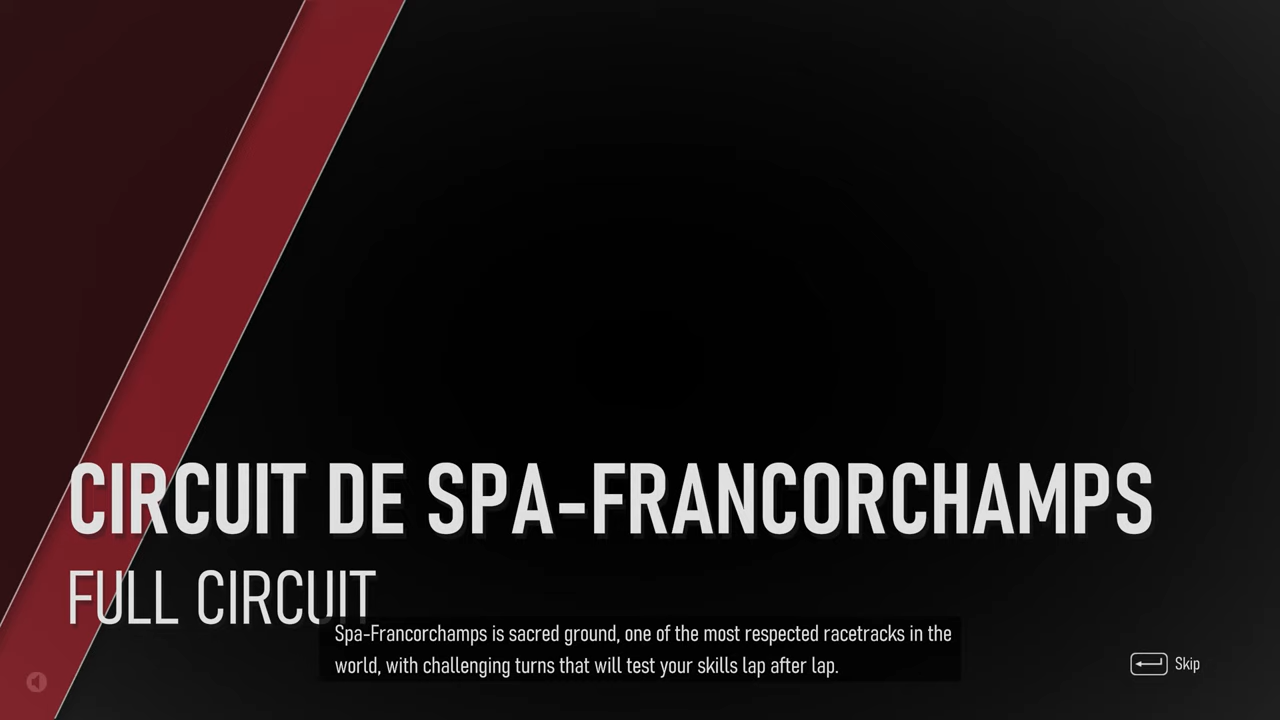 CIRCUIT DE SPA-FRANCORCHAMPS
FULL CIRCUIT
Spa-Francorchamps is sacred ground, one of the most respected racetracks in the
world, with challenging turns that will test your skills lap after lap.
Skip